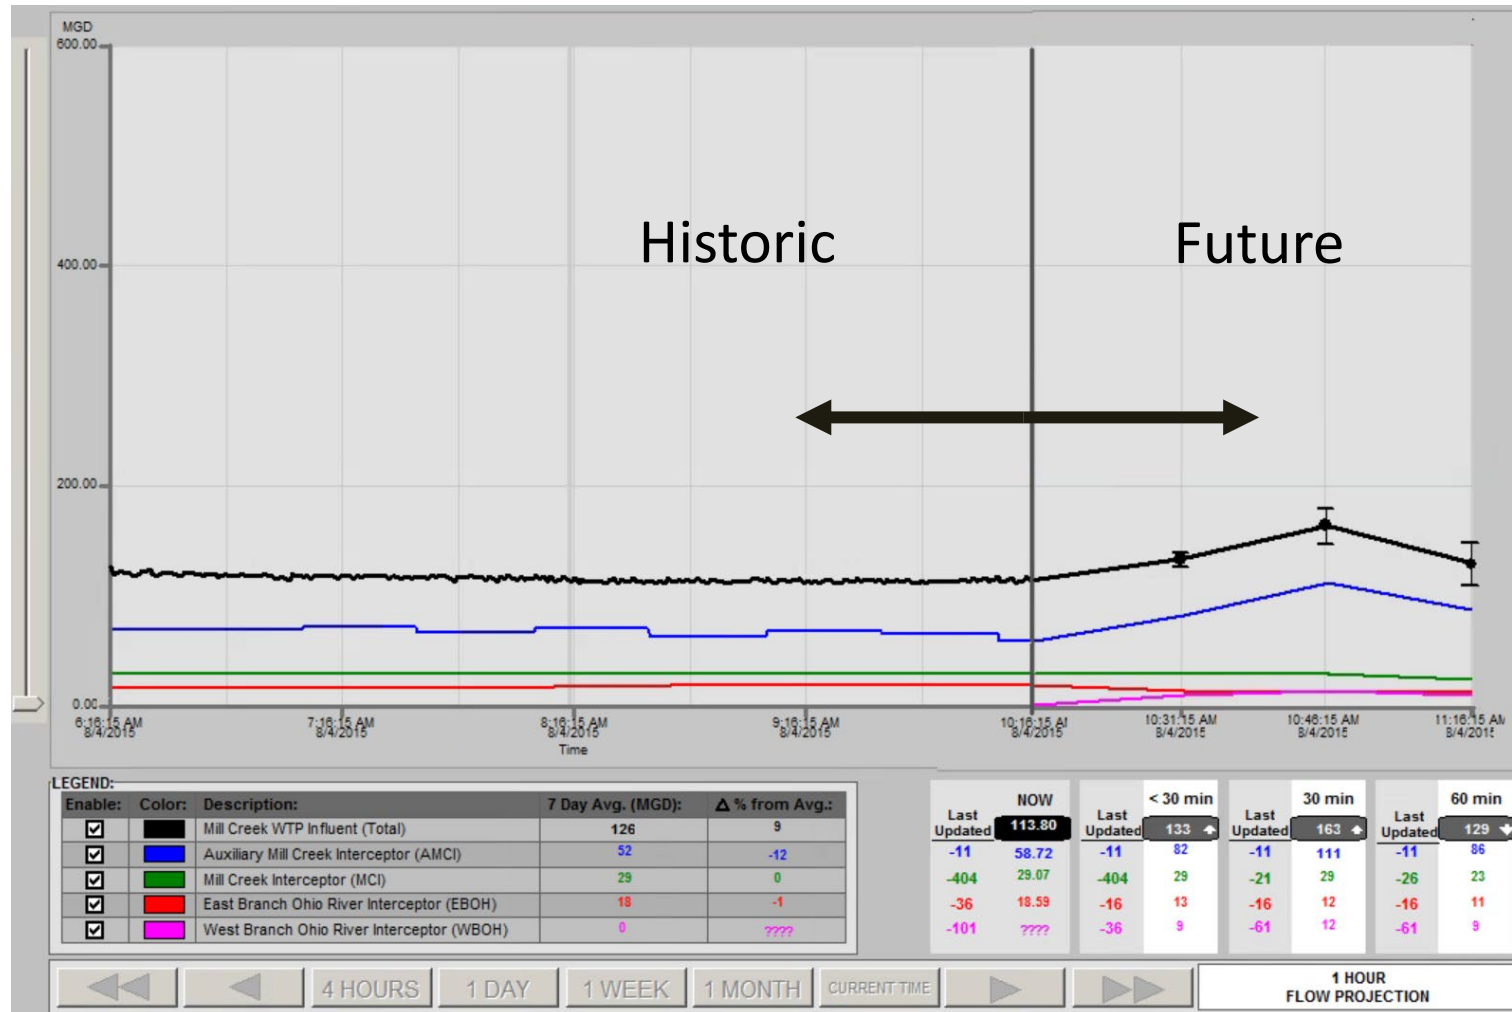 MGD
600.00
Historic
Future
400.00
200.00
0.00
6:16:15 AM 7:16:15 AM 8:16:15 AM 9:16:15 AM 10:16:15 AM 10:31:15 AM 10:46:15 AM 11:16:15 AM
8/4/2015 8/4/2015 8/4/2015 8/4/2015 8/4/2015 8/4/2015 8/4/2015 8/4/2015
Time
LEGEND:
Enable: Color: Description: 7 Day Avg. (MGD): Δ % from Avg.:
Mill Creek WTP Influent (Total) 126 9
Auxiliary Mill Creek Interceptor (AMCI) 52 -12
Mill Creek Interceptor (MCI) 29 0
East Branch Ohio River Interceptor (EBOH) 18 -1
West Branch Ohio River Interceptor (WBOH) 0 ????
NOW < 30 min 30 min 60 min
Last Updated 113.80 Last Updated 133 Last Updated 163 Last Updated 129
-11 58.72 -11 82 -11 111 -11 86
-404 29.07 -404 29 -21 29 -26 23
-36 18.59 -16 13 -16 12 -16 11
-101 ???? -36 9 -61 12 -61 9
4 HOURS 1 DAY 1 WEEK 1 MONTH CURRENT TIME
1 HOUR
FLOW PROJECTION